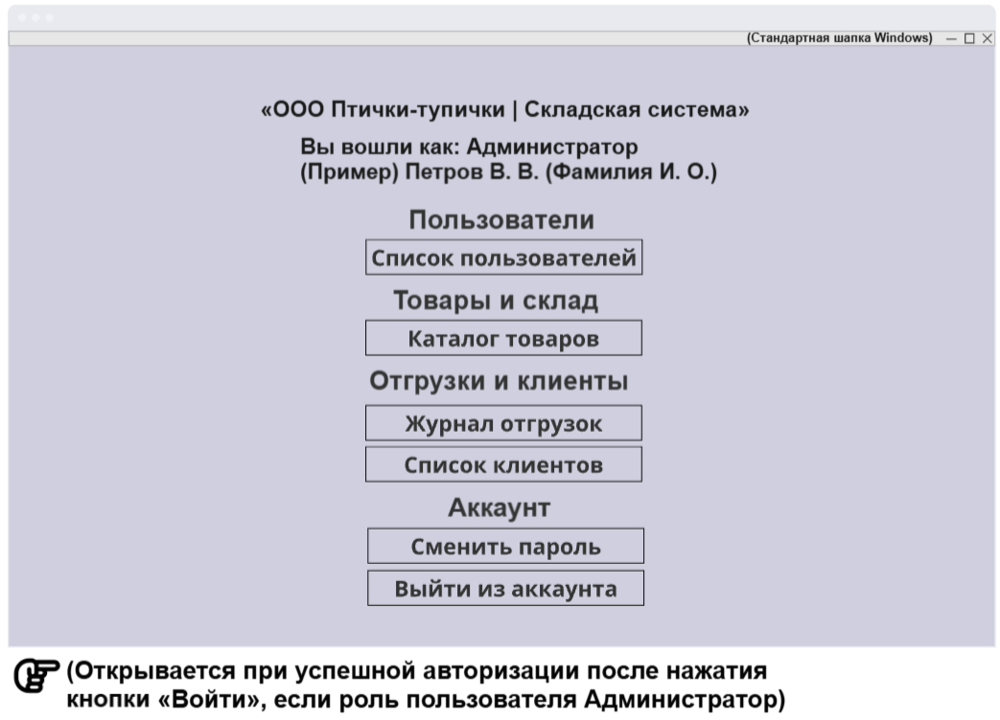 (Стандартная шапка Windows)
«ООО Птички-тупички | Складская система»
Вы вошли как: Администратор
(Пример) Петров В. В. (Фамилия И. О.)
Пользователи
Список пользователей
Товары и склад
Каталог товаров
Отгрузки и клиенты
Журнал отгрузок
Список клиентов
Аккаунт
Сменить пароль
Выйти из аккаунта
(Открывается при успешной авторизации после нажатия
кнопки «Войти», если роль пользователя Администратор)